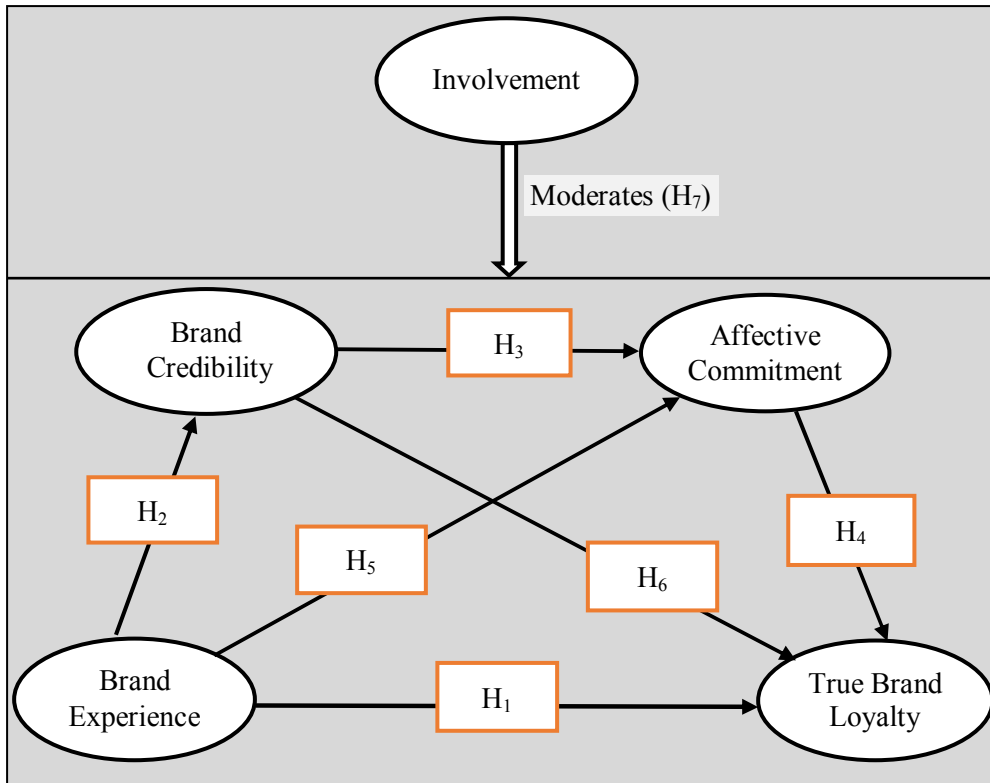 Involvement
Moderates (H₇)
Brand
Credibility
H₃
Affective
Commitment
H₂
H₅
H₆
H₄
Brand
Experience
H₁
True Brand
Loyalty